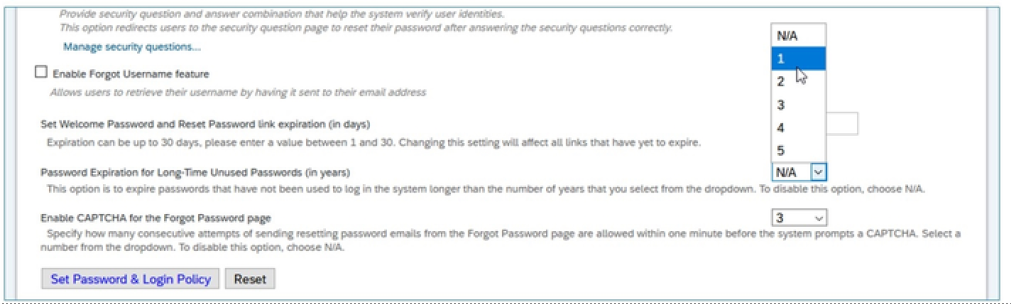 Provide security question and answer combination that help the system verify user identities.
This option redirects users to the security question page to reset their password after answering the security questions correctly.
Manage security questions...
Enable Forgot Username feature
Allows users to retrieve their username by having it sent to their email address
N/A
1
2
3
4
5
Set Welcome Password and Reset Password link expiration (in days)
Expiration can be up to 30 days, please enter a value between 1 and 30. Changing this setting will affect all links that have yet to expire.
Password Expiration for Long-Time Unused Passwords (in years)
N/A
This option is to expire passwords that have not been used to log in the system longer than the number of years that you select from the dropdown. To disable this option, choose N/A.
Enable CAPTCHA for the Forgot Password page
3
Specify how many consecutive attempts of sending resetting password emails from the Forgot Password page are allowed within one minute before the system prompts a CAPTCHA. Select a
number from the dropdown. To disable this option, choose N/A.
Set Password & Login Policy
Reset